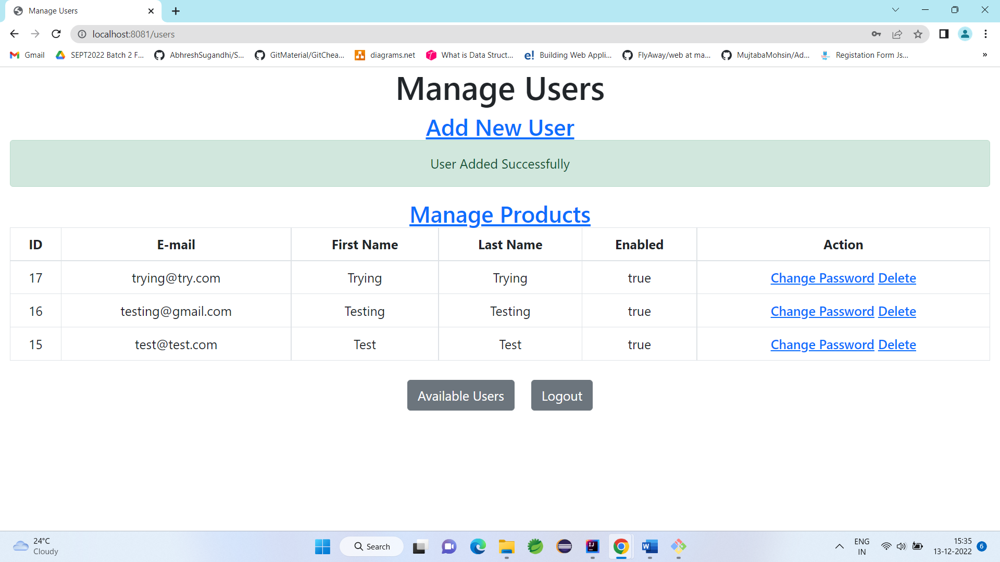 Manage Users
localhost:8081/users
Gmail SEPT2022 Batch 2 F... AbhreshSugandhi/S... GitMaterial/GitChea... diagrams.net What is Data Struct... e! Building Web Appli... FlyAway/web at ma... MujtabaMohsin/Ad... Registation Form Js... »
Manage Users
Add New User
User Added Successfully
Manage Products
ID E-mail First Name Last Name Enabled Action
17 trying@try.com Trying Trying true Change Password Delete
16 testing@gmail.com Testing Testing true Change Password Delete
15 test@test.com Test Test true Change Password Delete
Available Users Logout
24°C
Cloudy
Search
IJ
W
ENG
IN
15:35
13-12-2022
6